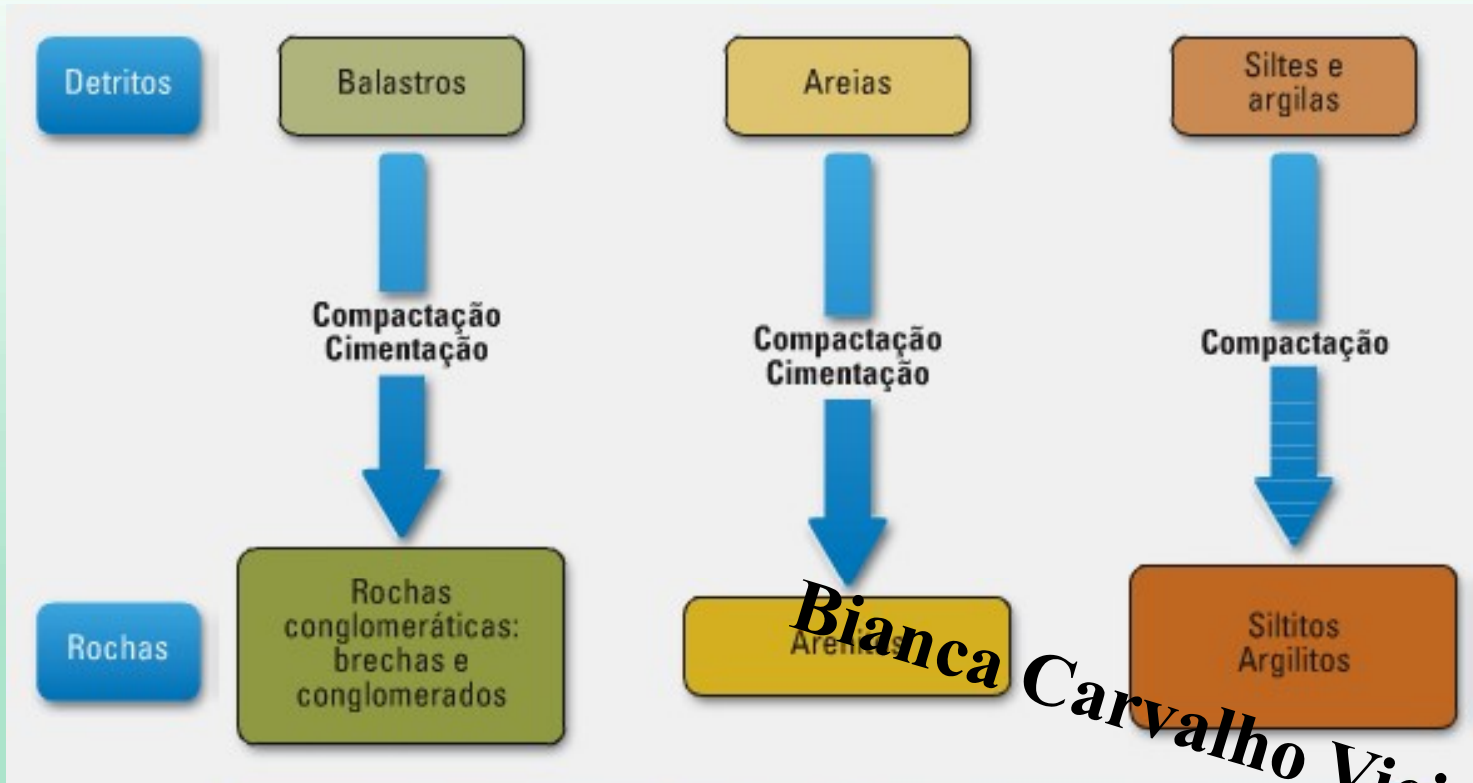 Detritos
Balastros
Areias
Siltes e
argilas
Compactação
Cimentação
Compactação
Cimentação
Compactação
Rochas
Rochas
conglomeráticas:
brechas e
conglomerados
Arenitos
Siltitos
Argilitos
Bianca Carvalho